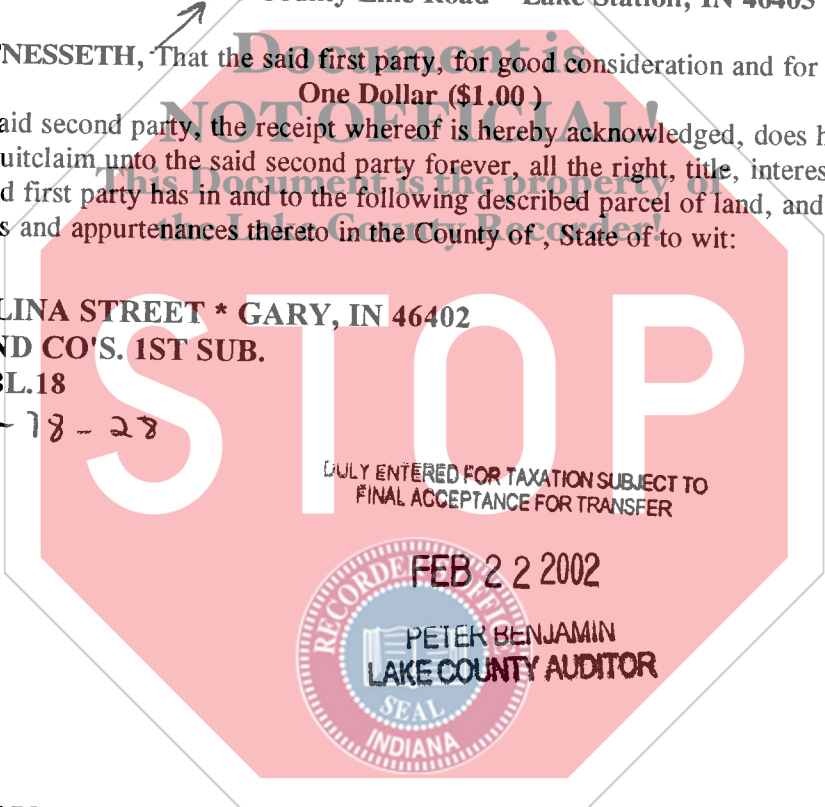 County Line Road * Lake Station, IN 46405
NESSETH, That the said first party, for good consideration and for
One Dollar ($1.00 )
aid second party, the receipt whereof is hereby acknowledged, does h
uitclaim unto the said second party forever, all the right, title, interes
d first party has in and to the following described parcel of land, and
s and appurtenances thereto in the County of , State of to wit:
Document is
NOT OFFICIAL!
This Document is the property of
the Lake County Recorder!
LINA STREET * GARY, IN 46402
ND CO'S. 1ST SUB.
BL.18
- 78 - 28
STOP
DULY ENTERED FOR TAXATION SUBJECT TO
FINAL ACCEPTANCE FOR TRANSFER
FEB 22 2002
PETER BENJAMIN
LAKE COUNTY AUDITOR
RECORDER'S OFFICE
SEAL
INDIANA